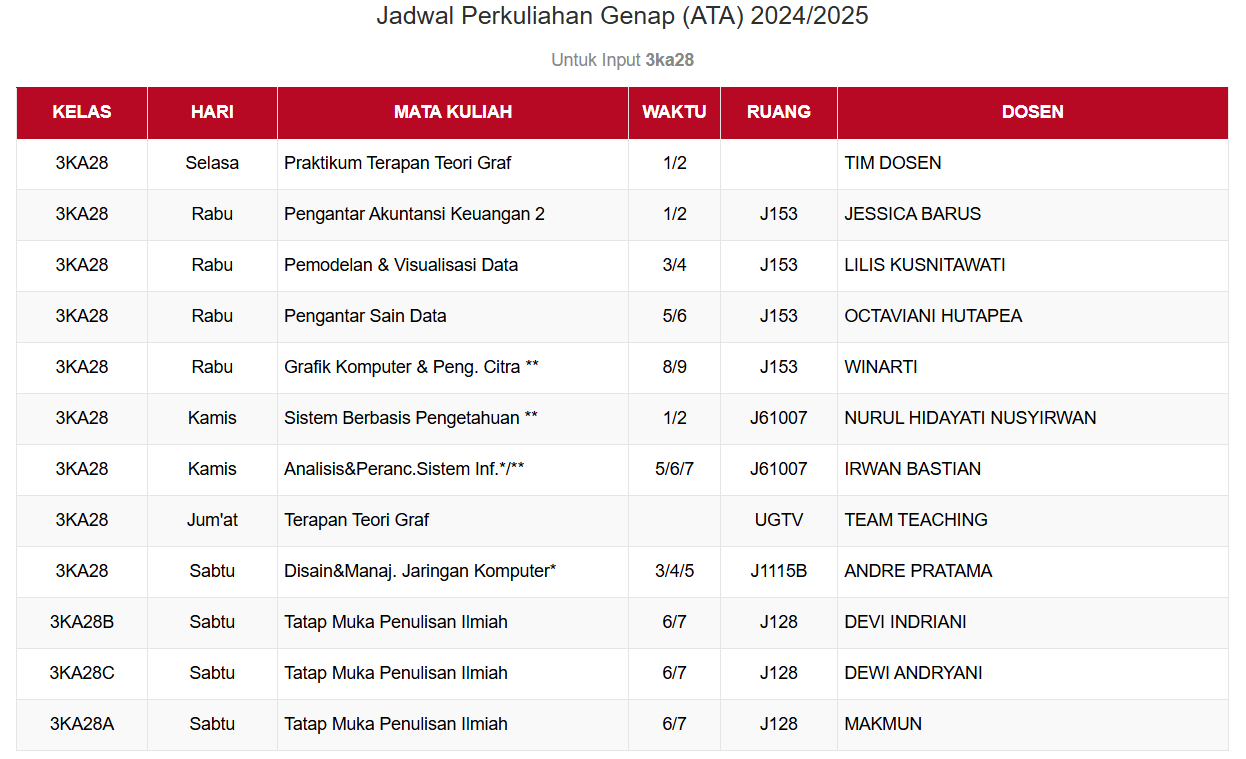 Jadwal Perkuliahan Genap (ATA) 2024/2025
Untuk Input 3ka28
KELAS HARI MATA KULIAH WAKTU RUANG DOSEN
3KA28 Selasa Praktikum Terapan Teori Graf 1/2 TIM DOSEN
3KA28 Rabu Pengantar Akuntansi Keuangan 2 1/2 J153 JESSICA BARUS
3KA28 Rabu Pemodelan & Visualisasi Data 3/4 J153 LILIS KUSNITAWATI
3KA28 Rabu Pengantar Sain Data 5/6 J153 OCTAVIANI HUTAPEA
3KA28 Rabu Grafik Komputer & Peng. Citra ** 8/9 J153 WINARTI
3KA28 Kamis Sistem Berbasis Pengetahuan ** 1/2 J61007 NURUL HIDAYATI NUSYIRWAN
3KA28 Kamis Analisis&Peranc.Sistem Inf.*/** 5/6/7 J61007 IRWAN BASTIAN
3KA28 Jum'at Terapan Teori Graf UGTV TEAM TEACHING
3KA28 Sabtu Disain&Manaj. Jaringan Komputer* 3/4/5 J1115B ANDRE PRATAMA
3KA28B Sabtu Tatap Muka Penulisan Ilmiah 6/7 J128 DEVI INDRIANI
3KA28C Sabtu Tatap Muka Penulisan Ilmiah 6/7 J128 DEWI ANDRYANI
3KA28A Sabtu Tatap Muka Penulisan Ilmiah 6/7 J128 MAKMUN